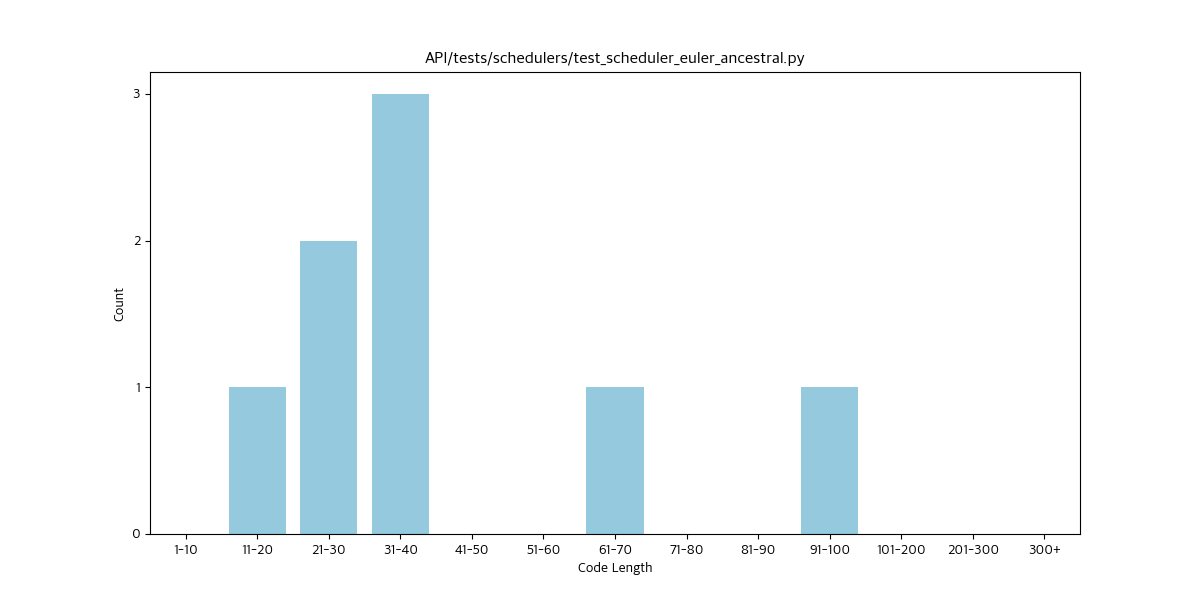 API/tests/schedulers/test_scheduler_euler_ancestral.py
3
2
1
0
Count
1-10 11-20 21-30 31-40 41-50 51-60 61-70 71-80 81-90 91-100 101-200 201-300 300+
Code Length